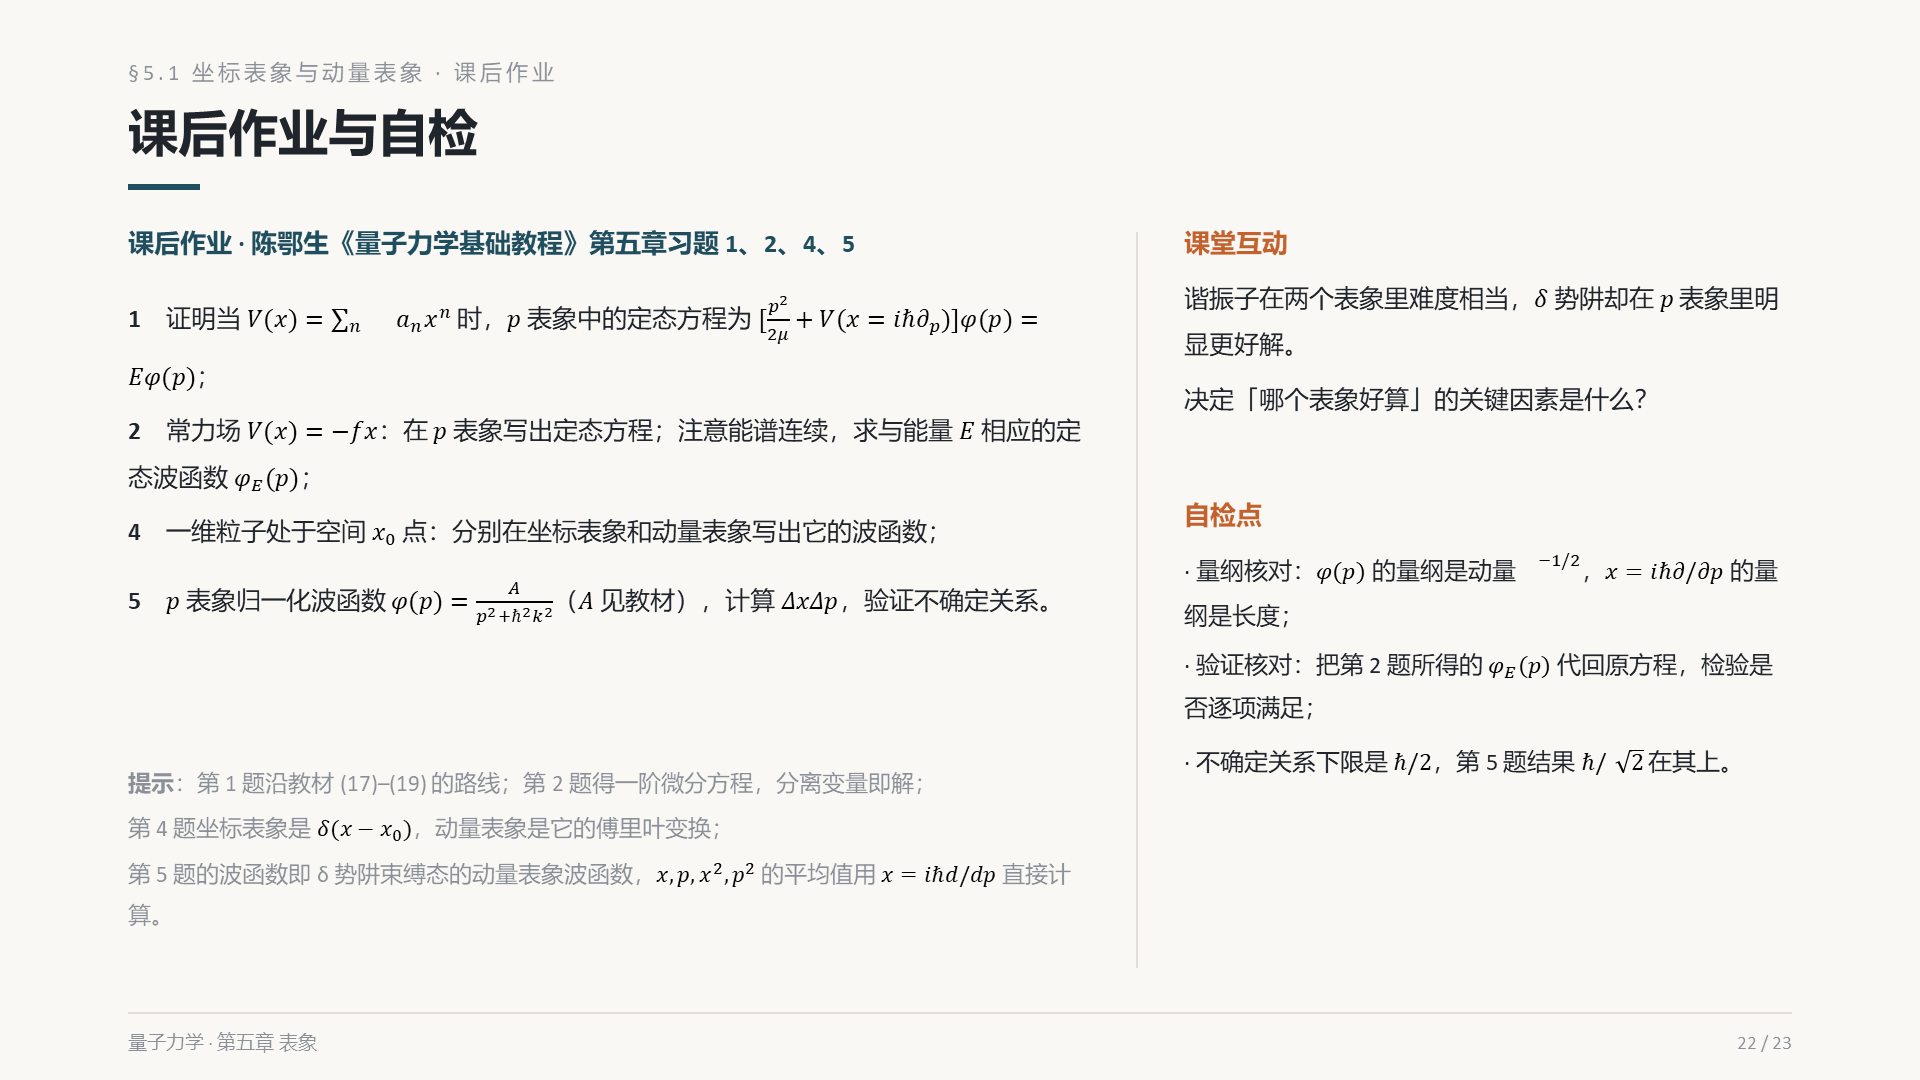 §5.1 坐标表象与动量表象 · 课后作业
课后作业与自检
课后作业 · 陈鄂生《量子力学基础教程》第五章习题 1、2、4、5
1 证明当 V(x) = ∑ₙ aₙxⁿ 时，p 表象中的定态方程为 [p²/2μ + V(x = iħ∂ₚ)]φ(p) =
Eφ(p)；
2 常力场 V(x) = −fx：在 p 表象写出定态方程；注意能谱连续，求与能量 E 相应的定
态波函数 φ_E(p)；
4 一维粒子处于空间 x₀ 点：分别在坐标表象和动量表象写出它的波函数；
5 p 表象归一化波函数 φ(p) = A/(p²+ħ²k²)（A 见教材），计算 ΔxΔp，验证不确定关系。
提示：第 1 题沿教材 (17)–(19) 的路线；第 2 题得一阶微分方程，分离变量即解；
第 4 题坐标表象是 δ(x − x₀)，动量表象是它的傅里叶变换；
第 5 题的波函数即 δ 势阱束缚态的动量表象波函数，x, p, x², p² 的平均值用 x = iħd/dp 直接计
算。
课堂互动
谐振子在两个表象里难度相当，δ 势阱却在 p 表象里明
显更好解。
决定「哪个表象好算」的关键因素是什么？
自检点
· 量纲核对：φ(p) 的量纲是动量 ⁻¹/²，x = iħ∂/∂p 的量
纲是长度；
· 验证核对：把第 2 题所得的 φ_E(p) 代回原方程，检验是
否逐项满足；
· 不确定关系下限是 ħ/2，第 5 题结果 ħ/ √2 在其上。
量子力学 · 第五章 表象
22 / 23